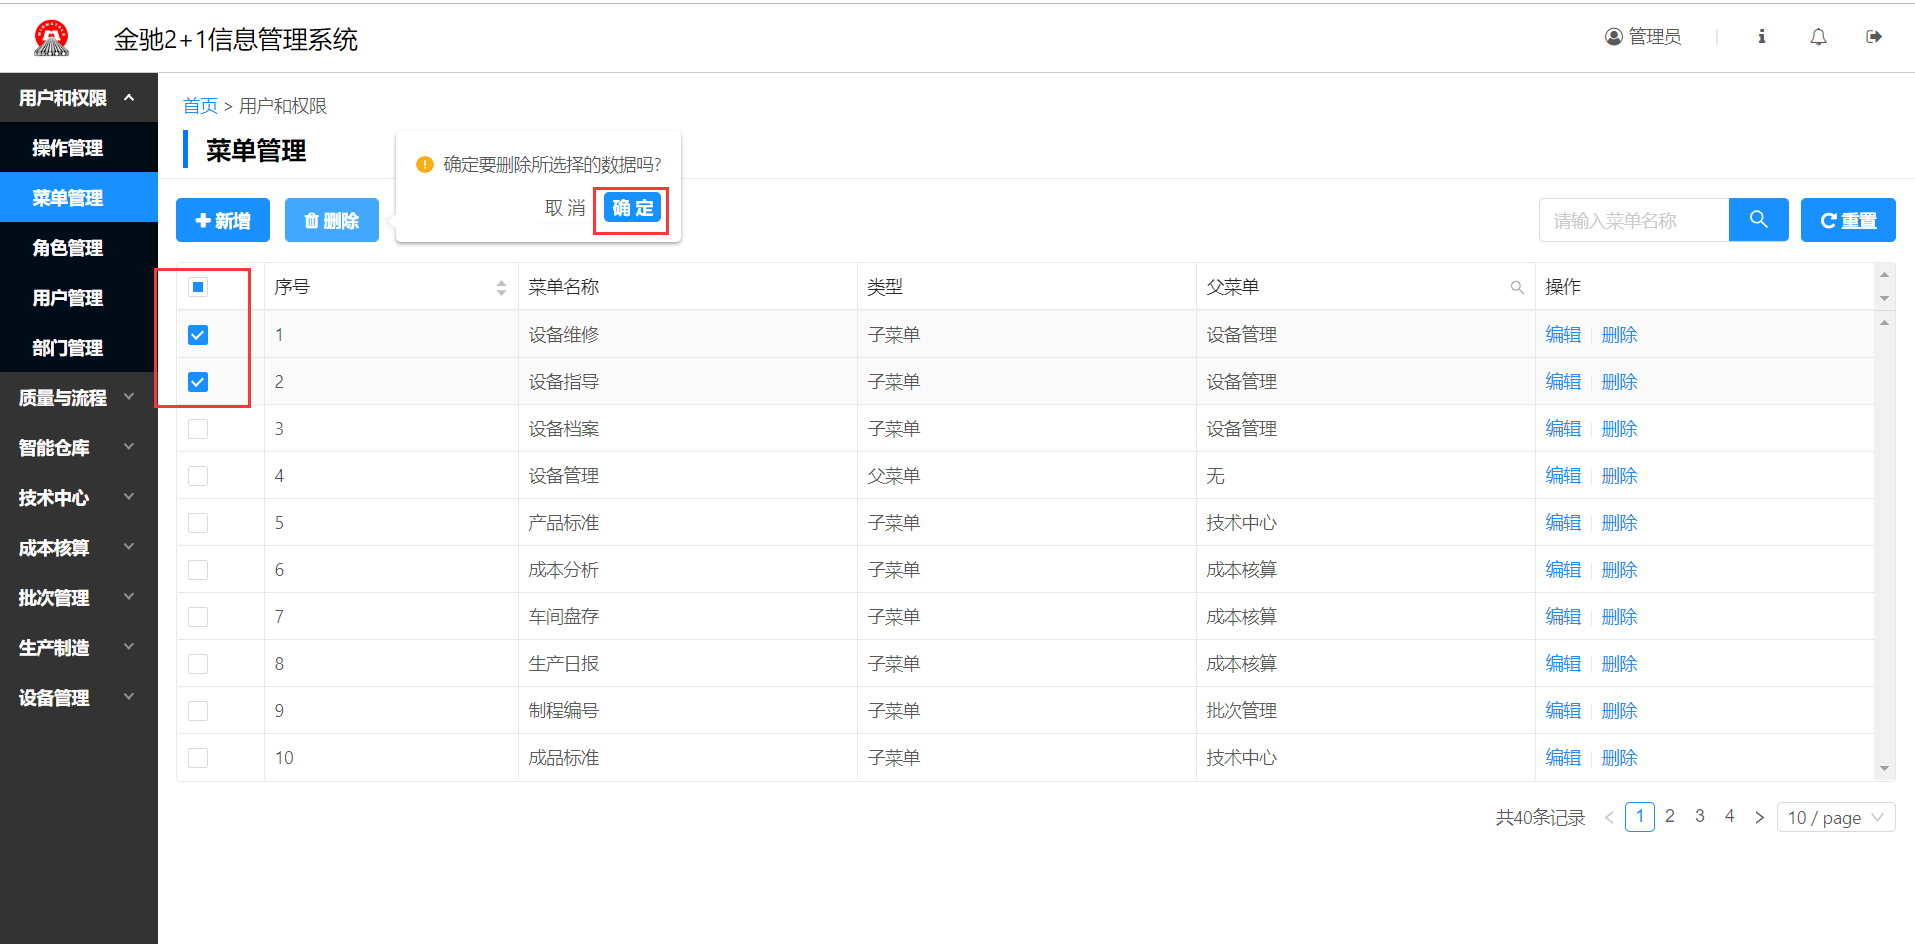 金驰2+1信息管理系统
管理员
用户和权限
操作管理
菜单管理
角色管理
用户管理
部门管理
质量与流程
智能仓库
技术中心
成本核算
批次管理
生产制造
设备管理
首页 > 用户和权限
菜单管理
确定要删除所选择的数据吗?
取 消 确 定
新增 删除 请输入菜单名称 重置
序号 菜单名称 类型 父菜单 操作
1 设备维修 子菜单 设备管理 编辑 删除
2 设备指导 子菜单 设备管理 编辑 删除
3 设备档案 子菜单 设备管理 编辑 删除
4 设备管理 父菜单 无 编辑 删除
5 产品标准 子菜单 技术中心 编辑 删除
6 成本分析 子菜单 成本核算 编辑 删除
7 车间盘存 子菜单 成本核算 编辑 删除
8 生产日报 子菜单 成本核算 编辑 删除
9 制程编号 子菜单 批次管理 编辑 删除
10 成品标准 子菜单 技术中心 编辑 删除
共40条记录 < 1 2 3 4 > 10 / page